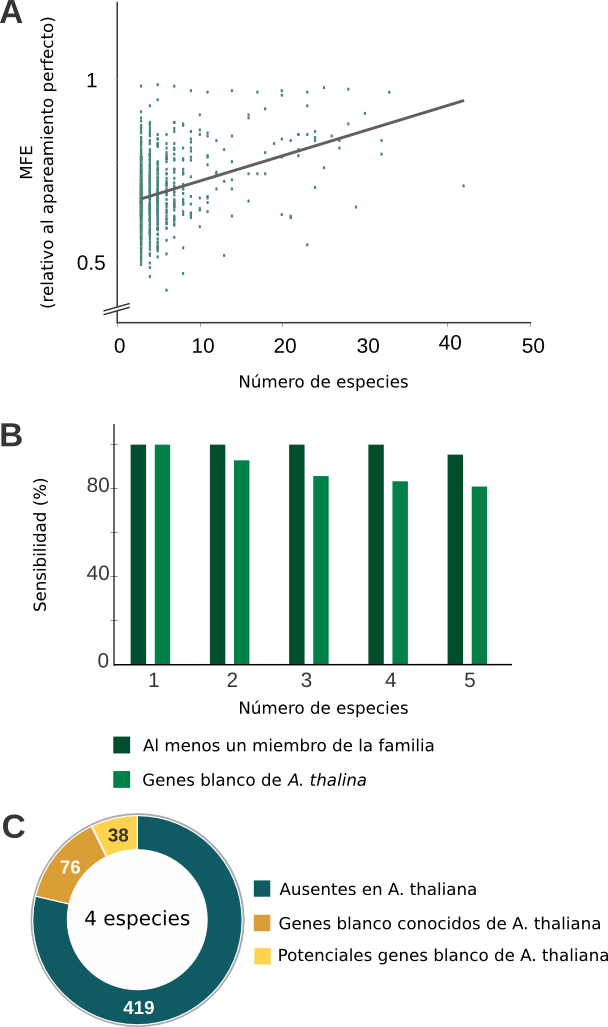 A
MFE
(relativo al apareamiento perfecto)
1
0.5
0 10 20 30 40 50
Número de especies
B
Sensibilidad (%)
80
40
0
1 2 3 4 5
Número de especies
Al menos un miembro de la familia
Genes blanco de A. thalina
C
38
76
4 especies
419
Ausentes en A. thaliana
Genes blanco conocidos de A. thaliana
Potenciales genes blanco de A. thaliana